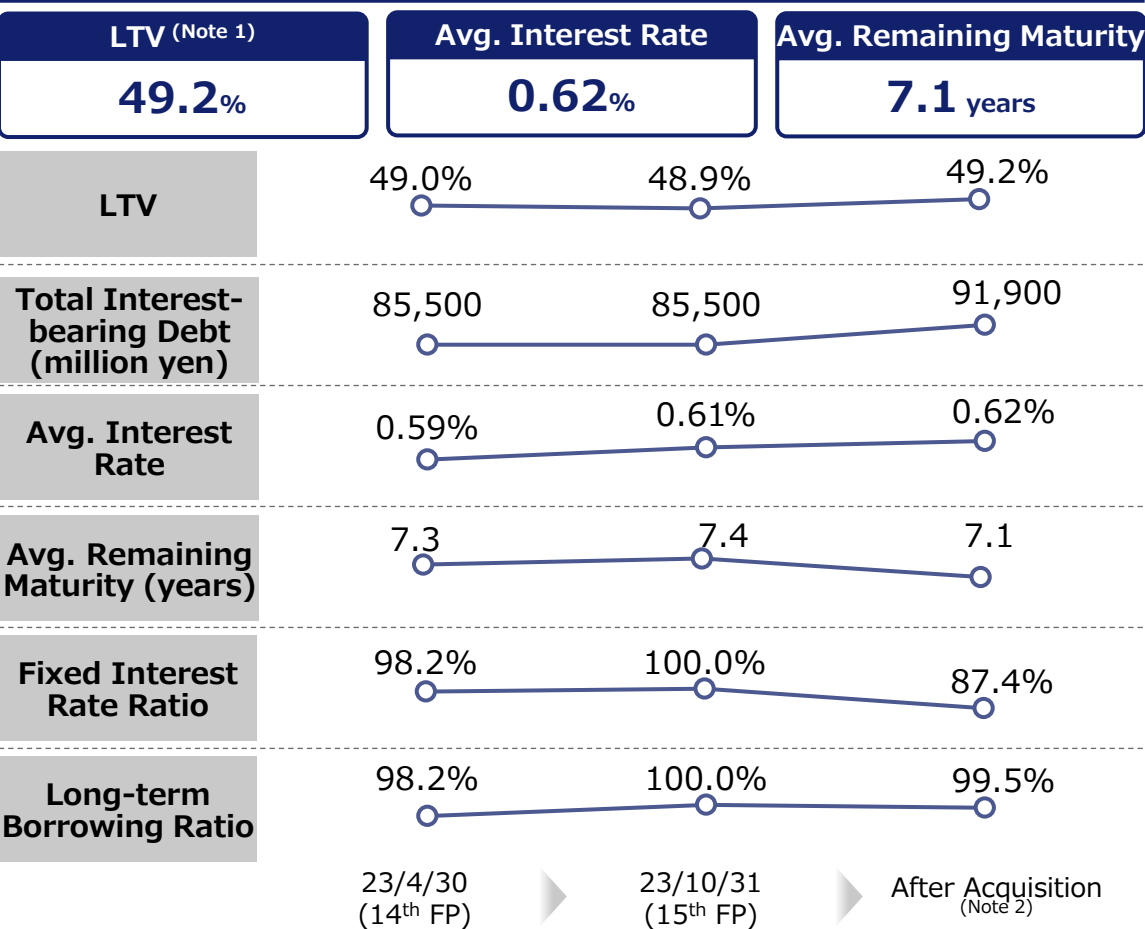 LTV (Note 1)
49.2%
Avg. Interest Rate
0.62%
Avg. Remaining Maturity
7.1 years
LTV
49.0%
48.9%
49.2%
Total Interest-
bearing Debt
(million yen)
85,500
85,500
91,900
Avg. Interest
Rate
0.59%
0.61%
0.62%
Avg. Remaining
Maturity (years)
7.3
7.4
7.1
Fixed Interest
Rate Ratio
98.2%
100.0%
87.4%
Long-term
Borrowing Ratio
98.2%
100.0%
99.5%
23/4/30
(14th FP)
23/10/31
(15th FP)
After Acquisition
(Note 2)